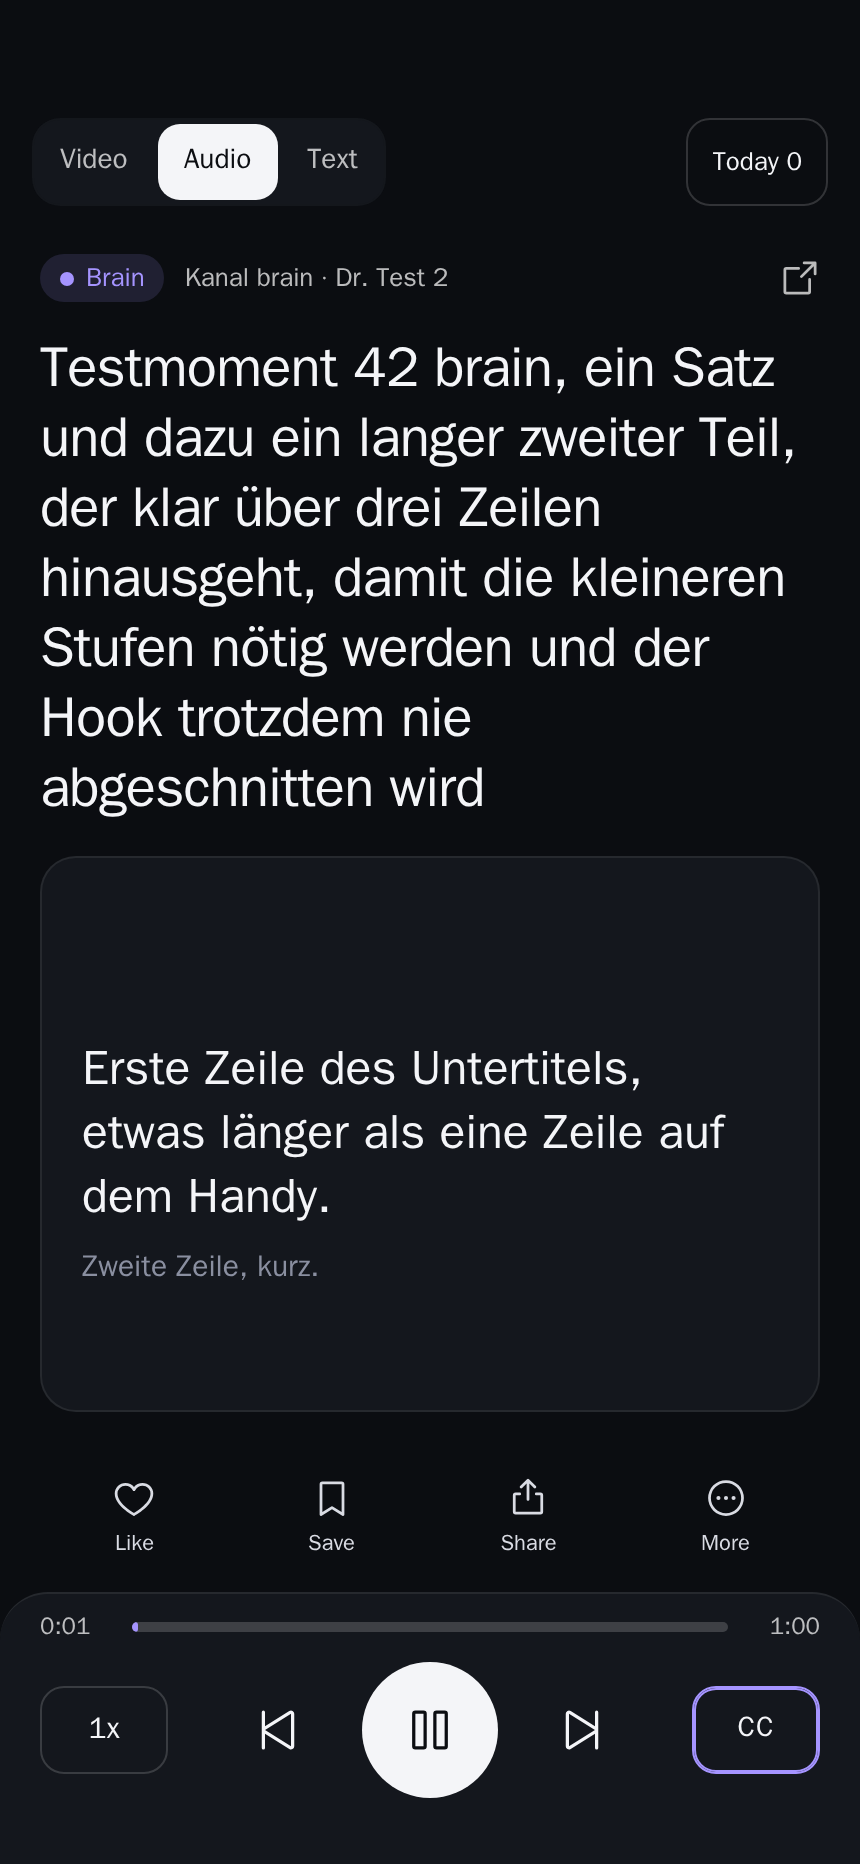 Video Audio Text Today 0
Brain Kanal brain · Dr. Test 2
Testmoment 42 brain, ein Satz
und dazu ein langer zweiter Teil,
der klar über drei Zeilen
hinausgeht, damit die kleineren
Stufen nötig werden und der
Hook trotzdem nie
abgeschnitten wird
Erste Zeile des Untertitels,
etwas länger als eine Zeile auf
dem Handy.
Zweite Zeile, kurz.
Like Save Share More
0:01 1:00
1x CC